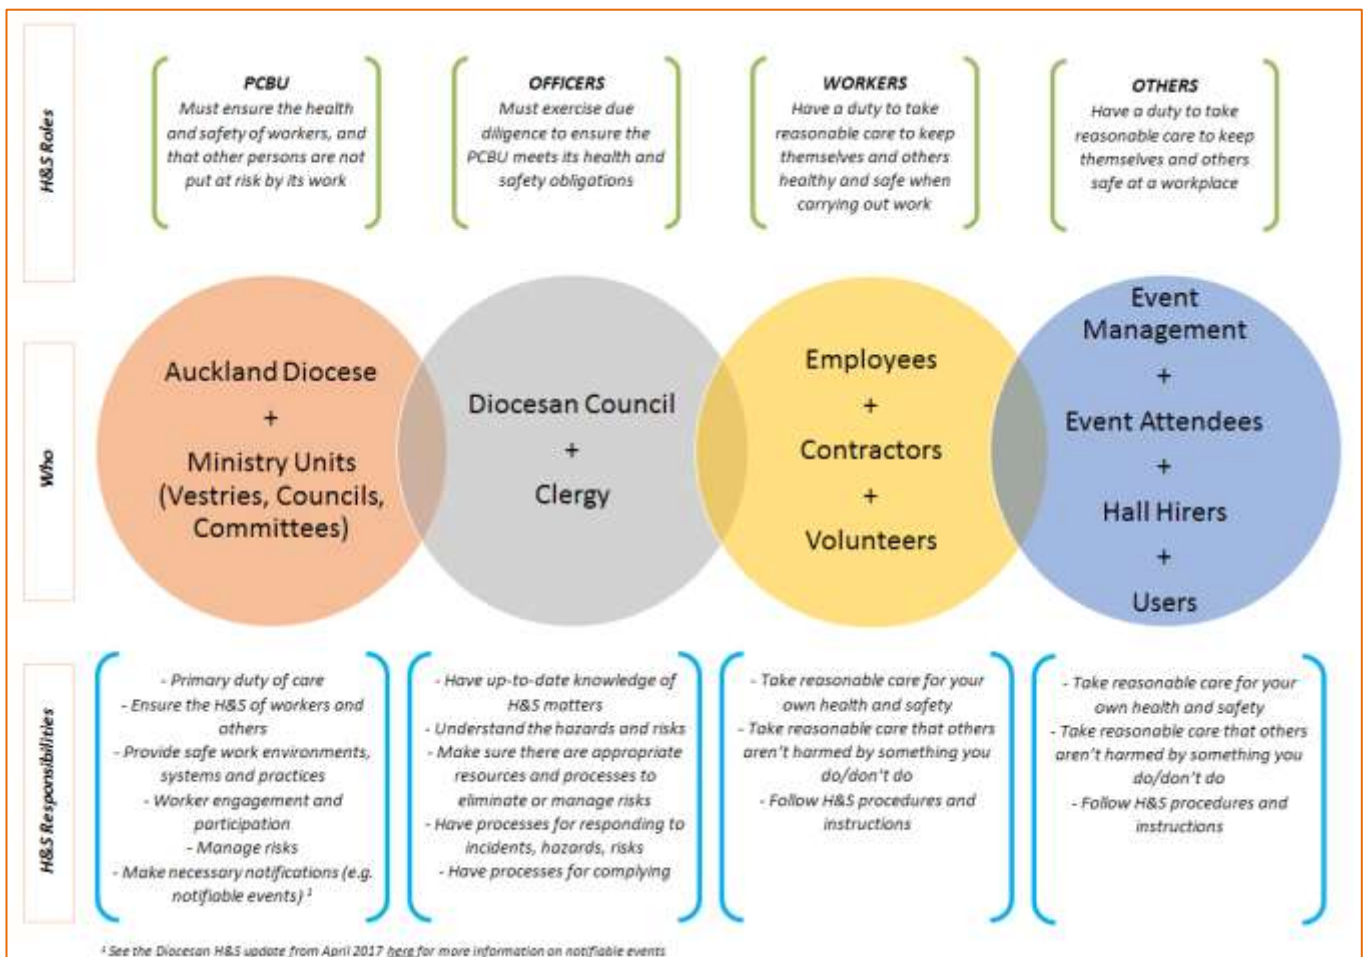 H&S Roles
PCBU
Must ensure the health
and safety of workers, and
that other persons are not
put at risk by its work
OFFICERS
Must exercise due
diligence to ensure the
PCBU meets its health and
safety obligations
WORKERS
Have a duty to take
reasonable care to keep
themselves and others
healthy and safe when
carrying out work
OTHERS
Have a duty to take
reasonable care to keep
themselves and others
safe at a workplace
Who
Auckland Diocese
+
Ministry Units
(Vestries, Councils,
Committees)
Diocesan Council
+
Clergy
Employees
+
Contractors
+
Volunteers
Event
Management
+
Event Attendees
+
Hall Hirers
+
Users
H&S Responsibilities
- Primary duty of care
- Ensure the H&S of workers and
others
- Provide safe work environments,
systems and practices
- Worker engagement and
participation
- Manage risks
- Make necessary notifications (e.g.
notifiable events) ¹
- Have up-to-date knowledge of
H&S matters
- Understand the hazards and risks
- Make sure there are appropriate
resources and processes to
eliminate or manage risks
- Have processes for responding to
incidents, hazards, risks
- Have processes for complying
- Take reasonable care for your
own health and safety
- Take reasonable care that others
aren't harmed by something you
do/don't do
- Follow H&S procedures and
instructions
- Take reasonable care for your
own health and safety
- Take reasonable care that others
aren't harmed by something you
do/don't do
- Follow H&S procedures and
instructions
¹ See the Diocesan H&S update from April 2017 here for more information on notifiable events